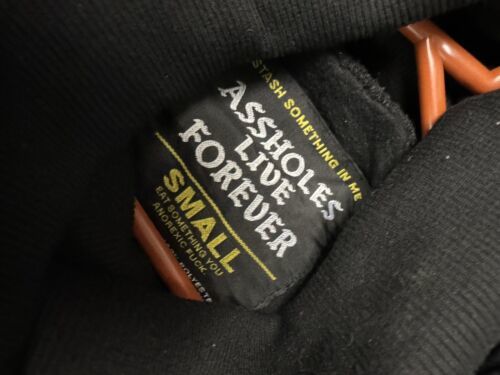 STASH SOMETHING IN ME
ASSHOLES
LIVE
FOREVER
SMALL
EAT SOMETHING YOU
ANOREXIC FUCK.